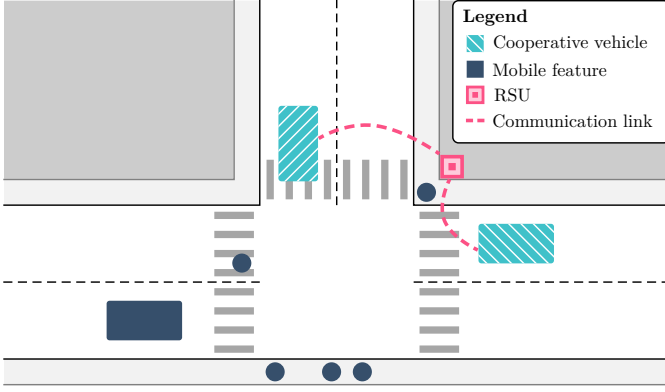 Legend
Cooperative vehicle
Mobile feature
RSU
Communication link